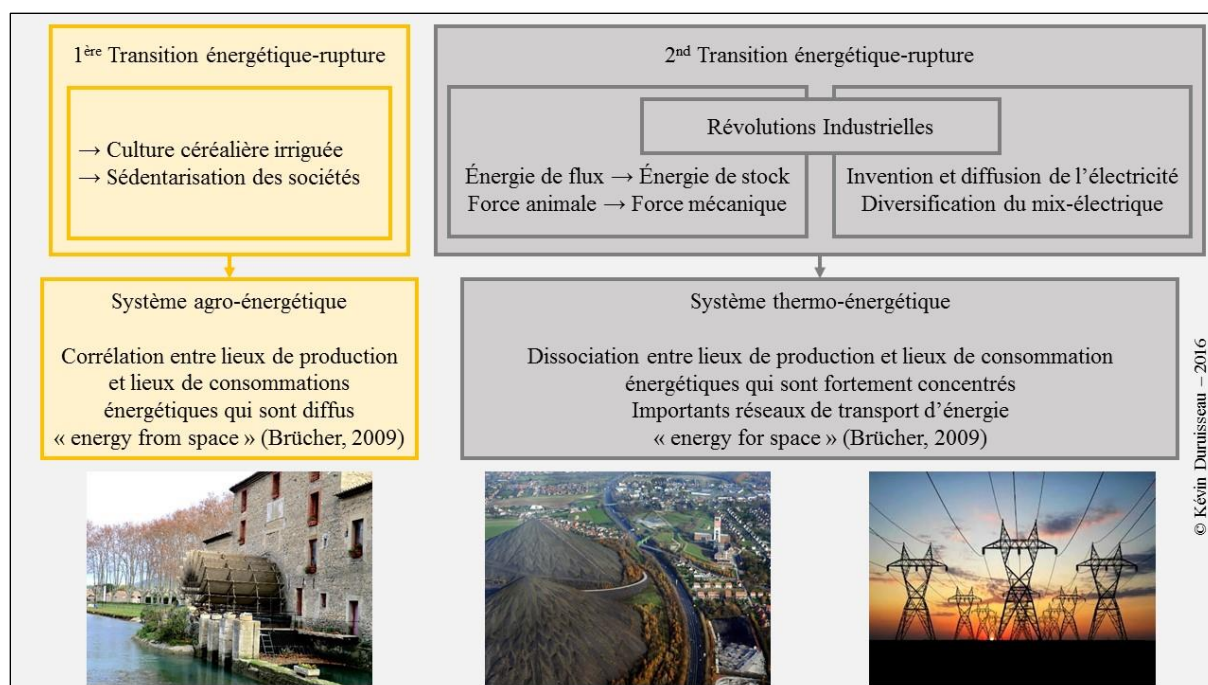 1ère Transition énergétique-rupture
→ Culture céréalière irriguée
→ Sédentarisation des sociétés
Système agro-énergétique
Corrélation entre lieux de production
et lieux de consommations
énergétiques qui sont diffus
« energy from space » (Brücher, 2009)
2nd Transition énergétique-rupture
Révolutions Industrielles
Énergie de flux → Énergie de stock
Force animale → Force mécanique
Invention et diffusion de l’électricité
Diversification du mix-électrique
Système thermo-énergétique
Dissociation entre lieux de production et lieux de consommation
énergétiques qui sont fortement concentrés
Importants réseaux de transport d’énergie
« energy for space » (Brücher, 2009)
© Kévin Duruisseau – 2016